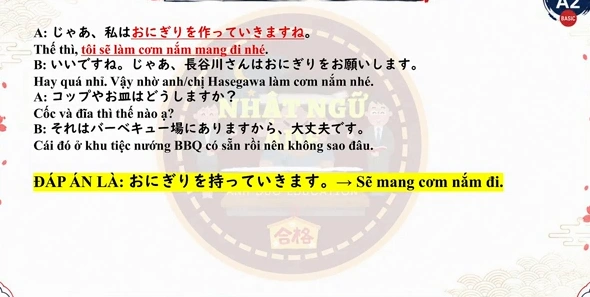 A2
BASIC
A: じゃあ、私はおにぎりを作っていきますね。
Thế thì, tôi sẽ làm cơm nắm mang đi nhé.
B: いいですね。じゃあ、長谷川さんはおにぎりをお願いします。
Hay quá nhỉ. Vậy nhờ anh/chị Hasegawa làm cơm nắm nhé.
A: コップやお皿はどうしますか？
Cốc và đĩa thì thế nào ạ?
B: それはバーベキュー場にありますから、大丈夫です。
Cái đó ở khu tiệc nướng BBQ có sẵn rồi nên không sao đâu.
NHẬT NGỮ
ĐÁP ÁN LÀ: おにぎりを持っていきます。→ Sẽ mang cơm nắm đi.
合格